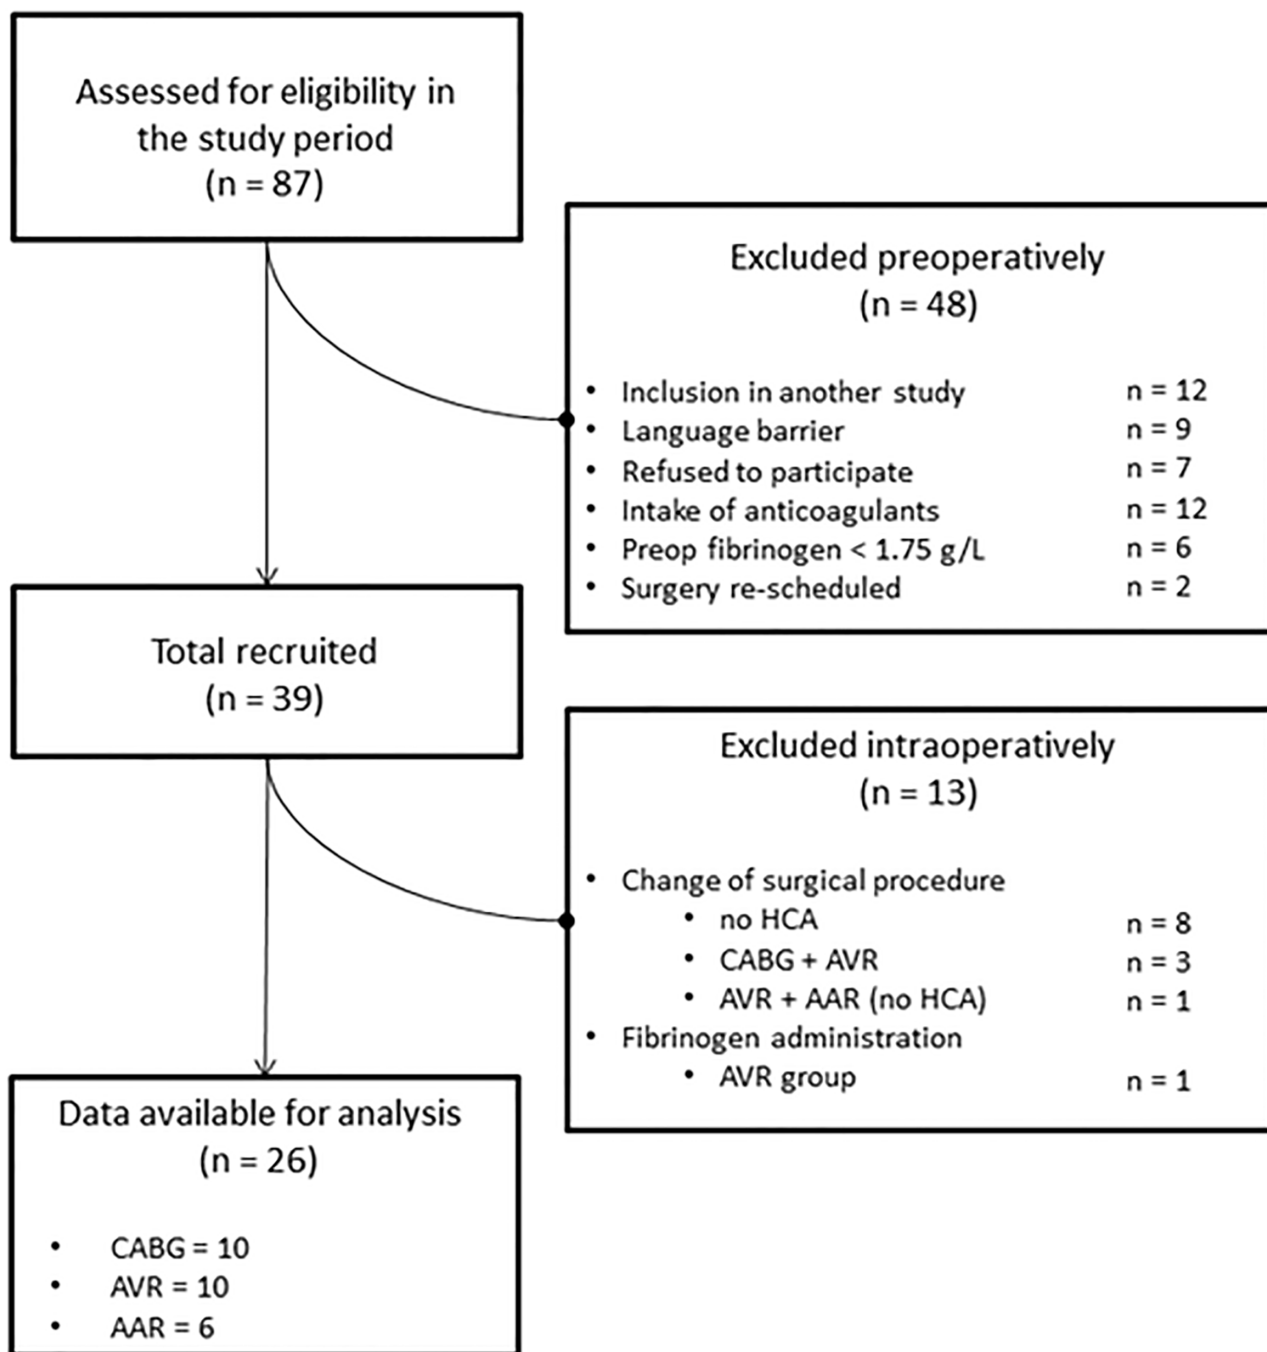 Assessed for eligibility in
the study period
(n = 87)
Excluded preoperatively
(n = 48)
• Inclusion in another study n = 12
• Language barrier n = 9
• Refused to participate n = 7
• Intake of anticoagulants n = 12
• Preop fibrinogen < 1.75 g/L n = 6
• Surgery re-scheduled n = 2
Total recruited
(n = 39)
Excluded intraoperatively
(n = 13)
• Change of surgical procedure
• no HCA n = 8
• CABG + AVR n = 3
• AVR + AAR (no HCA) n = 1
• Fibrinogen administration
• AVR group n = 1
Data available for analysis
(n = 26)
• CABG = 10
• AVR = 10
• AAR = 6